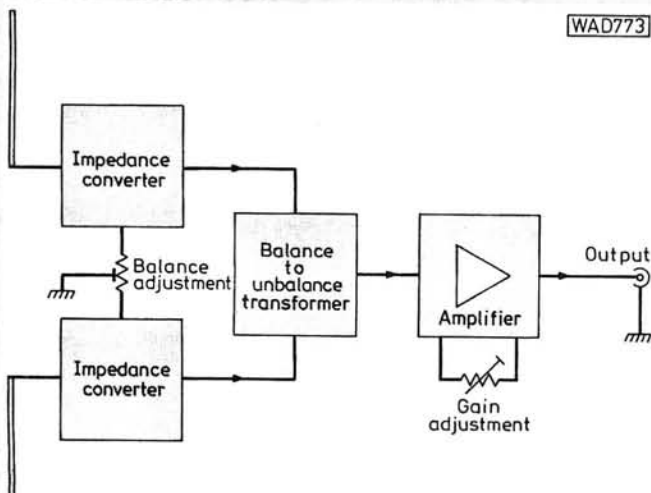 WAD773
Impedance
converter
Balance
adjustment
Balance
to
unbalance
transformer
Amplifier
Output
Gain
adjustment
Impedance
converter